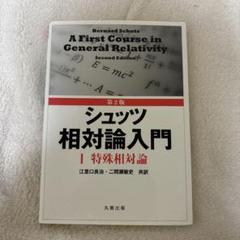 Bernard Schutz
A First Course in
General Relativity
Second Edition
E = mc²
第2版
シュッツ
相対論入門
I 特殊相対論
江里口良治・二間瀬敏史 共訳
丸善出版